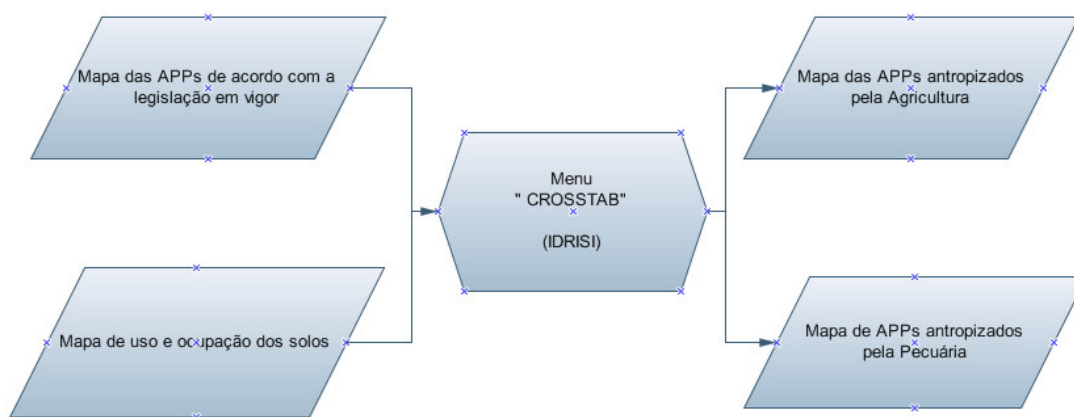 Mapa das APPs de acordo com a
legislação em vigor
Mapa de uso e ocupação dos solos
Menu
" CROSSTAB"
(IDRISI)
Mapa das APPs antropizados
pela Agricultura
Mapa de APPs antropizados
pela Pecuária